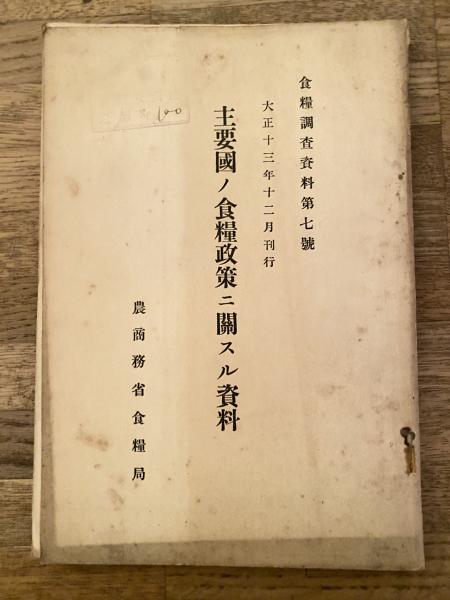 食糧調査資料第七號
大正十三年十二月刊行
主要國ノ食糧政策ニ關スル資料
農商務省食糧局
100